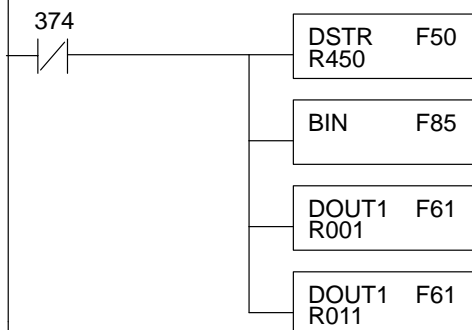 374
DSTR F50
R450
BIN F85
DOUT1 F61
R001
DOUT1 F61
R011